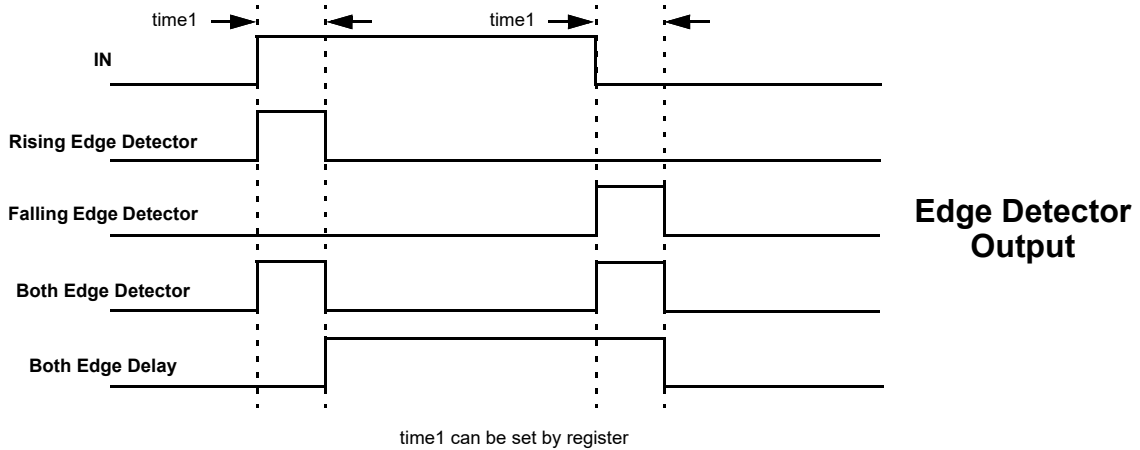 time1
time1
IN
Rising Edge Detector
Falling Edge Detector
Both Edge Detector
Both Edge Delay
Edge Detector
Output
time1 can be set by register